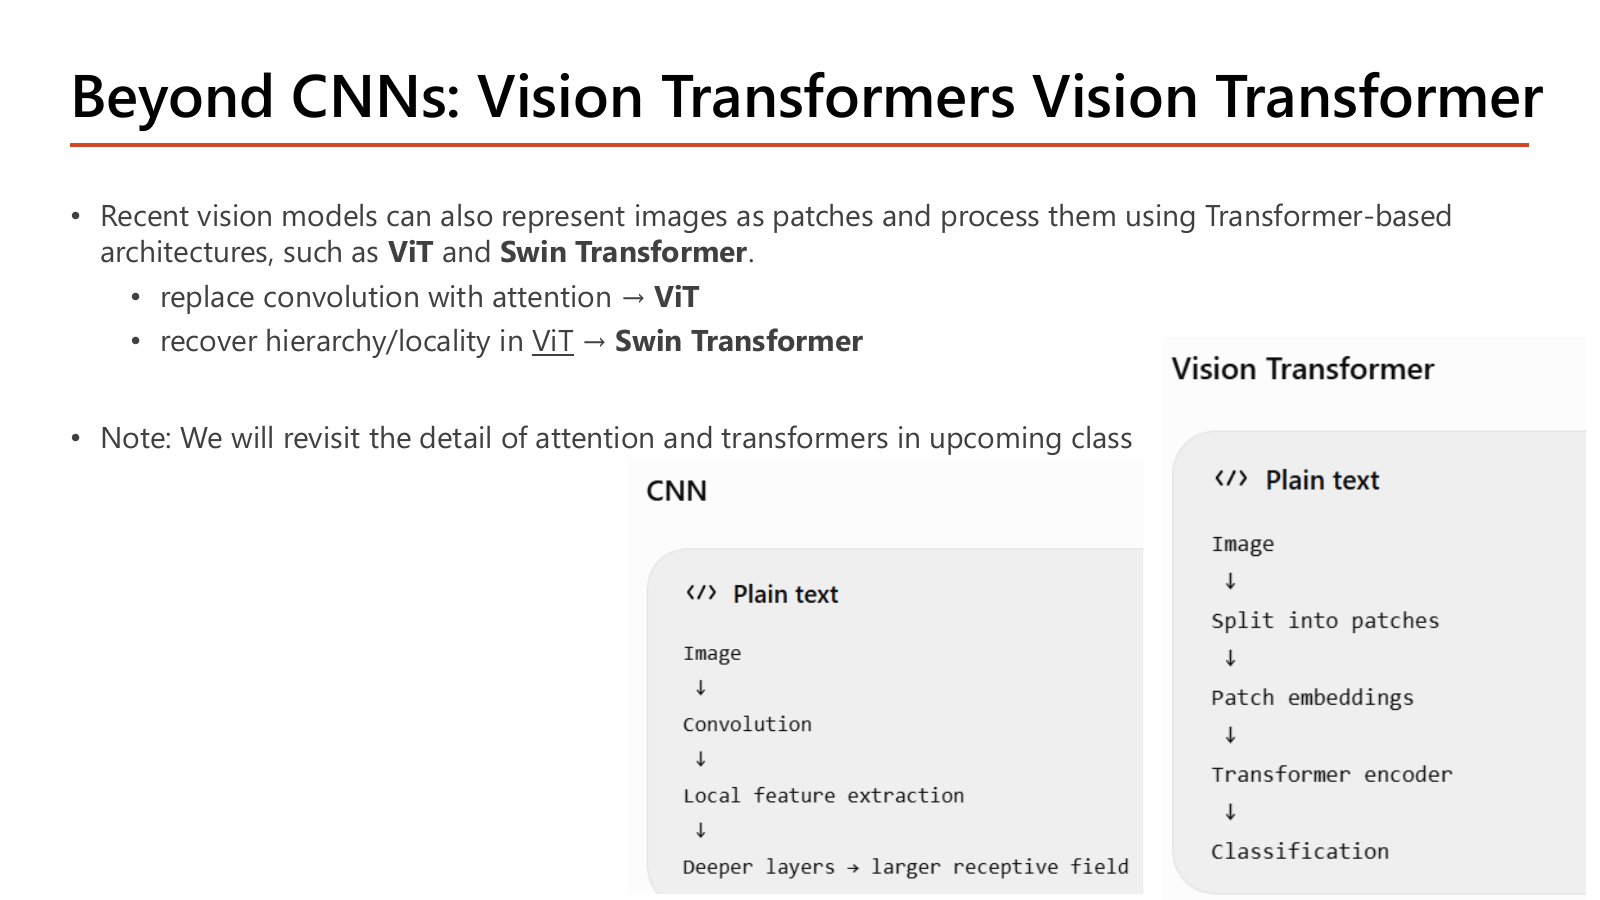 Beyond CNNs: Vision Transformers Vision Transformer
• Recent vision models can also represent images as patches and process them using Transformer-based
architectures, such as ViT and Swin Transformer.
• replace convolution with attention → ViT
• recover hierarchy/locality in ViT → Swin Transformer
• Note: We will revisit the detail of attention and transformers in upcoming class
CNN
</> Plain text
Image
↓
Convolution
↓
Local feature extraction
↓
Deeper layers → larger receptive field
Vision Transformer
</> Plain text
Image
↓
Split into patches
↓
Patch embeddings
↓
Transformer encoder
↓
Classification